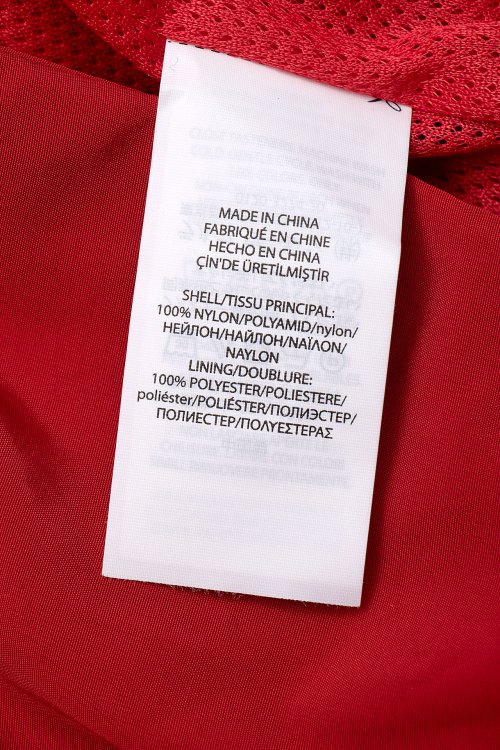 MADE IN CHINA
FABRIQUÉ EN CHINE
HECHO EN CHINA
ÇİN'DE ÜRETİLMİŞTİR
SHELL/TISSU PRINCIPAL:
100% NYLON/POLYAMID/nylon/
НЕЙЛОН/НАЙЛОН/ΝΑΪΛΟΝ/
NAYLON
LINING/DOUBLURE:
100% POLYESTER/POLIESTERE/
poliéster/POLIÉSTER/ПОЛИЭСТЕР/
ПОЛИЕСТЕР/ΠΟΛΥΕΣΤΕΡΑΣ